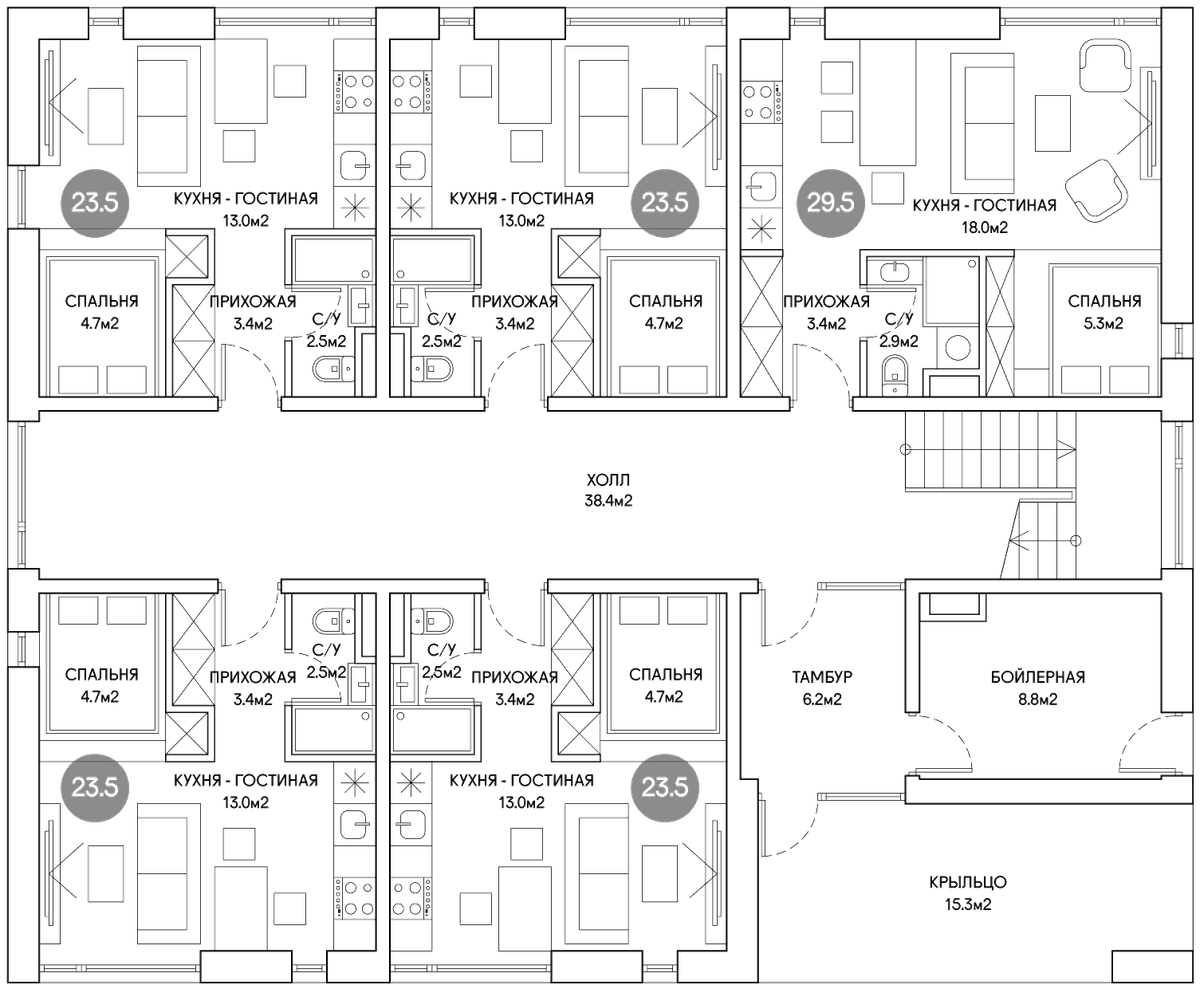 23.5
КУХНЯ - ГОСТИНАЯ
13.0м2
КУХНЯ - ГОСТИНАЯ
13.0м2
23.5
29.5
КУХНЯ - ГОСТИНАЯ
18.0м2
СПАЛЬНЯ
4.7м2
ПРИХОЖАЯ
3.4м2
С/У
2.5м2
С/У
2.5м2
ПРИХОЖАЯ
3.4м2
СПАЛЬНЯ
4.7м2
ПРИХОЖАЯ
3.4м2
С/У
2.9м2
СПАЛЬНЯ
5.3м2
ХОЛЛ
38.4м2
СПАЛЬНЯ
4.7м2
ПРИХОЖАЯ
3.4м2
С/У
2.5м2
С/У
2.5м2
ПРИХОЖАЯ
3.4м2
СПАЛЬНЯ
4.7м2
ТАМБУР
6.2м2
БОЙЛЕРНАЯ
8.8м2
23.5
КУХНЯ - ГОСТИНАЯ
13.0м2
КУХНЯ - ГОСТИНАЯ
13.0м2
23.5
КРЫЛЬЦО
15.3м2